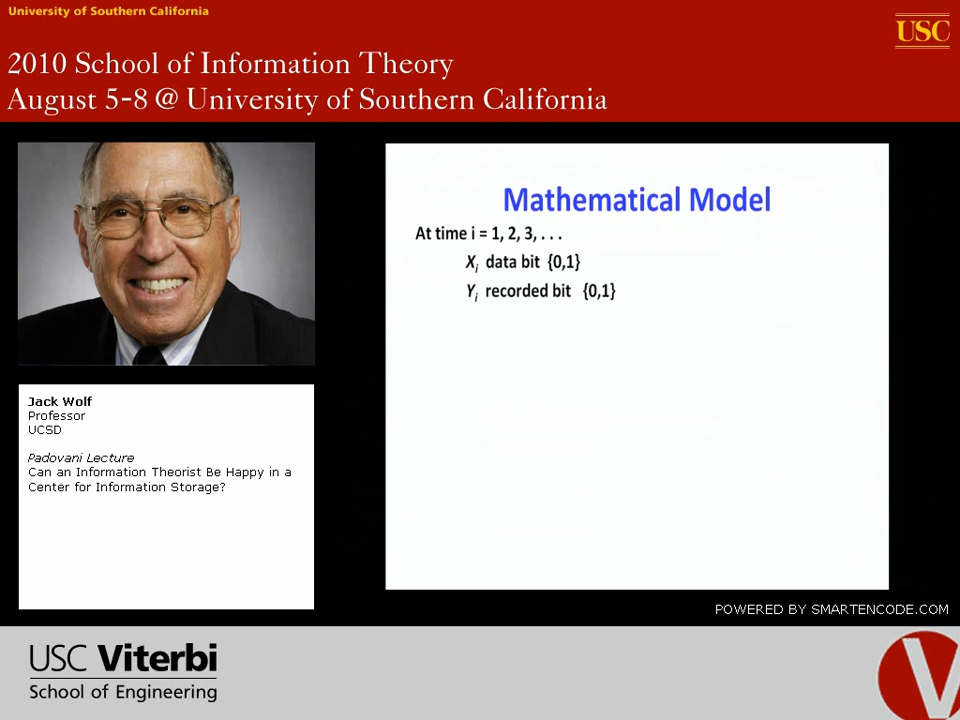 University of Southern California
USC
2010 School of Information Theory
August 5-8 @ University of Southern California
Mathematical Model
At time i = 1, 2, 3, . . .
Xi data bit {0,1}
Yi recorded bit {0,1}
Jack Wolf
Professor
UCSD
Padovani Lecture
Can an Information Theorist Be Happy in a
Center for Information Storage?
POWERED BY SMARTENCODE.COM
USC Viterbi
School of Engineering
V